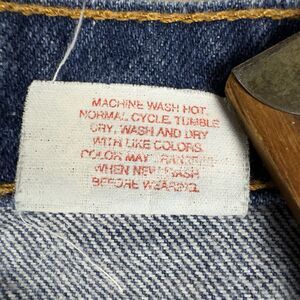 MACHINE WASH HOT,
NORMAL CYCLE, TUMBLE
DRY, WASH AND DRY
WITH LIKE COLORS.
COLOR MAY TRANSFER
WHEN NEW, WASH
BEFORE WEARING.